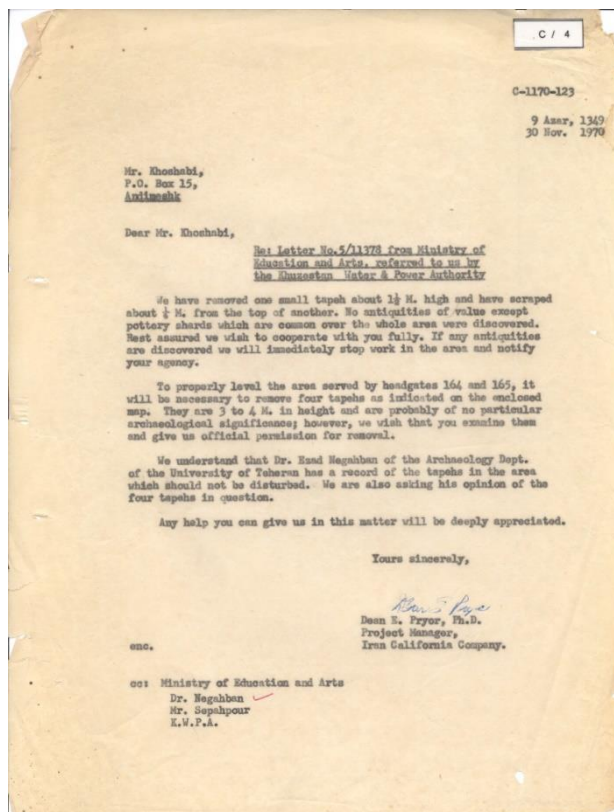 C/4
C-1170-123
9 Azar, 1349
30 Nov. 1970
Mr. Khoshabi,
P.O. Box 15,
Andimeshk
Dear Mr. Khoshabi,
Re: Letter No.5/11378 from Ministry of
Education and Arts, referred to us by
the Khuzestan Water & Power Authority
We have removed one small tapeh about 1½ M. high and have scraped
about ½ M. from the top of another. No antiquities of value except
pottery shards which are common over the whole area were discovered.
Rest assured we wish to cooperate with you fully. If any antiquities
are discovered we will immediately stop work in the area and notify
your agency.
To properly level the area served by headgates 164 and 165, it
will be necessary to remove four tapehs as indicated on the enclosed
map. They are 3 to 4 M. in height and are probably of no particular
archaeological significance; however, we wish that you examine them
and give us official permission for removal.
We understand that Dr. Ezad Negahban of the Archaeology Dept.
of the University of Teheran has a record of the tapehs in the area
which should not be disturbed. We are also asking his opinion of the
four tapehs in question.
Any help you can give us in this matter will be deeply appreciated.
Yours sincerely,
Dean E. Pryor, Ph.D.
Project Manager,
Iran California Company.
enc.
cc: Ministry of Education and Arts
Dr. Negahban
Mr. Sepahpour
K.W.P.A.